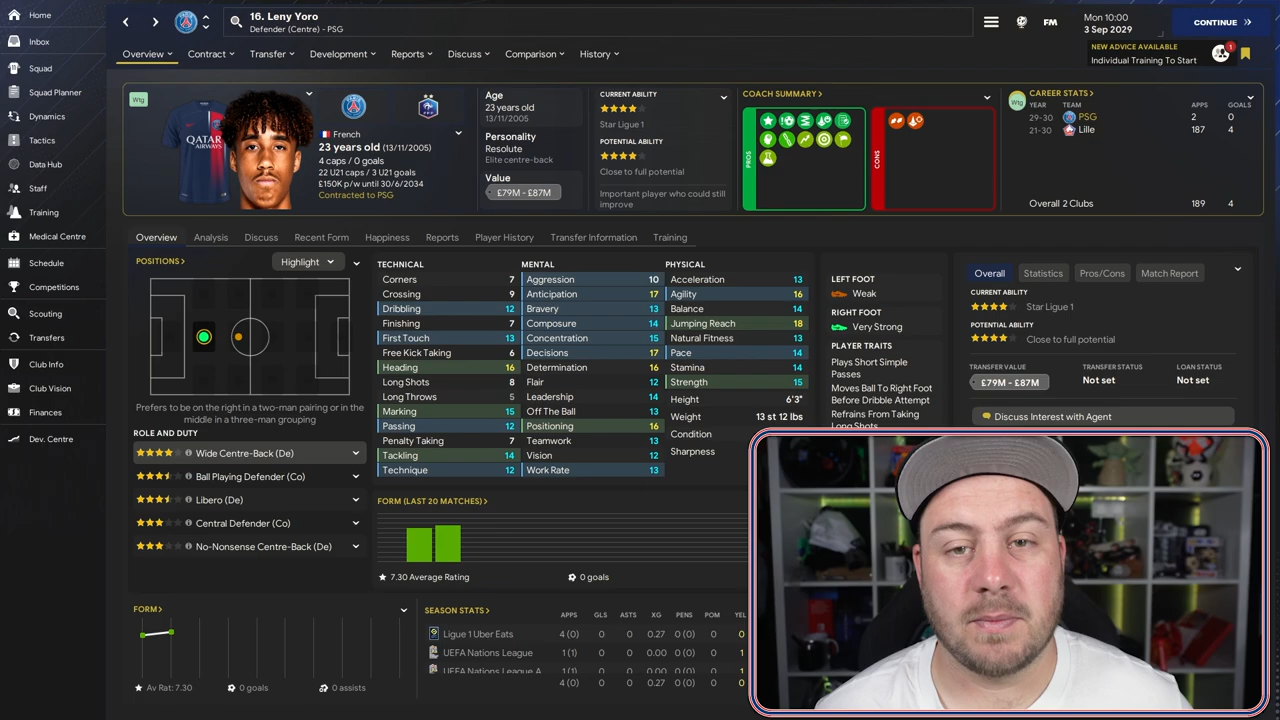 Home
Inbox
Squad
Squad Planner
Dynamics
Tactics
Data Hub
Staff
Training
Medical Centre
Schedule
Competitions
Scouting
Transfers
Club Info
Club Vision
Finances
Dev. Centre
16. Leny Yoro
Defender (Centre) - PSG
FM
Mon 10:00
3 Sep 2029
CONTINUE
Overview
Contract
Transfer
Development
Reports
Discuss
Comparison
History
NEW ADVICE AVAILABLE
Individual Training To Start
1
Wtg
QATAR
AIRWAYS
French
23 years old (13/11/2005)
4 caps / 0 goals
22 U21 caps / 3 U21 goals
£150K p/w until 30/6/2034
Contracted to PSG
Age
23 years old
13/11/2005
Personality
Resolute
Elite centre-back
Value
£79M - £87M
CURRENT ABILITY
Star Ligue 1
POTENTIAL ABILITY
Close to full potential
Important player who could still
improve
COACH SUMMARY >
PROS
CONS
Wtg
CAREER STATS >
YEAR TEAM APPS GOALS
29-30 PSG 2 0
21-30 Lille 187 4
Overall 2 Clubs 189 4
Overview
Analysis
Discuss
Recent Form
Happiness
Reports
Player History
Transfer Information
Training
POSITIONS >
Highlight
Prefers to be on the right in a two-man pairing or in the
middle in a three-man grouping
ROLE AND DUTY
Wide Centre-Back (De)
Ball Playing Defender (Co)
Libero (De)
Central Defender (Co)
No-Nonsense Centre-Back (De)
TECHNICAL
Corners 7
Crossing 9
Dribbling 12
Finishing 7
First Touch 13
Free Kick Taking 6
Heading 16
Long Shots 8
Long Throws 5
Marking 15
Passing 12
Penalty Taking 7
Tackling 14
Technique 12
MENTAL
Aggression 10
Anticipation 17
Bravery 13
Composure 14
Concentration 15
Decisions 17
Determination 16
Flair 12
Leadership 14
Off The Ball 13
Positioning 16
Teamwork 13
Vision 12
Work Rate 13
PHYSICAL
Acceleration 13
Agility 16
Balance 14
Jumping Reach 18
Natural Fitness 13
Pace 14
Stamina 14
Strength 15
Height 6'3"
Weight 13 st 12 lbs
Condition
Sharpness
LEFT FOOT
Weak
RIGHT FOOT
Very Strong
PLAYER TRAITS
Plays Short Simple
Passes
Moves Ball To Right Foot
Before Dribble Attempt
Refrains From Taking
Long Shots
Overall
Statistics
Pros/Cons
Match Report
CURRENT ABILITY
Star Ligue 1
POTENTIAL ABILITY
Close to full potential
TRANSFER VALUE
£79M - £87M
TRANSFER STATUS
Not set
LOAN STATUS
Not set
Discuss Interest with Agent
FORM (LAST 20 MATCHES) >
7.30 Average Rating
0 goals
FORM >
Av Rat: 7.30
0 goals
0 assists
SEASON STATS >
APPS GLS ASTS XG PENS POM YEL
Ligue 1 Uber Eats 4 (0) 0 0 0.27 0 (0) 0 0
UEFA Nations League 1 (1) 0 0 0.00 0 (0) 0 1
UEFA Nations League A 1 (1) 0 0 0.00 0 (0) 0 1
4 (0) 0 0 0.27 0 (0) 0 0